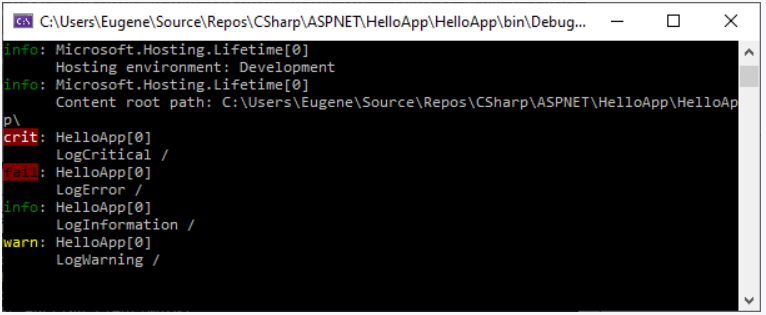 C:\Users\Eugene\Source\Repos\CSharp\ASPNET\HelloApp\HelloApp\bin\Debug...
info: Microsoft.Hosting.Lifetime[0]
Hosting environment: Development
info: Microsoft.Hosting.Lifetime[0]
Content root path: C:\Users\Eugene\Source\Repos\CSharp\ASPNET\HelloApp\HelloAp
p\
crit: HelloApp[0]
LogCritical /
fail: HelloApp[0]
LogError /
info: HelloApp[0]
LogInformation /
warn: HelloApp[0]
LogWarning /